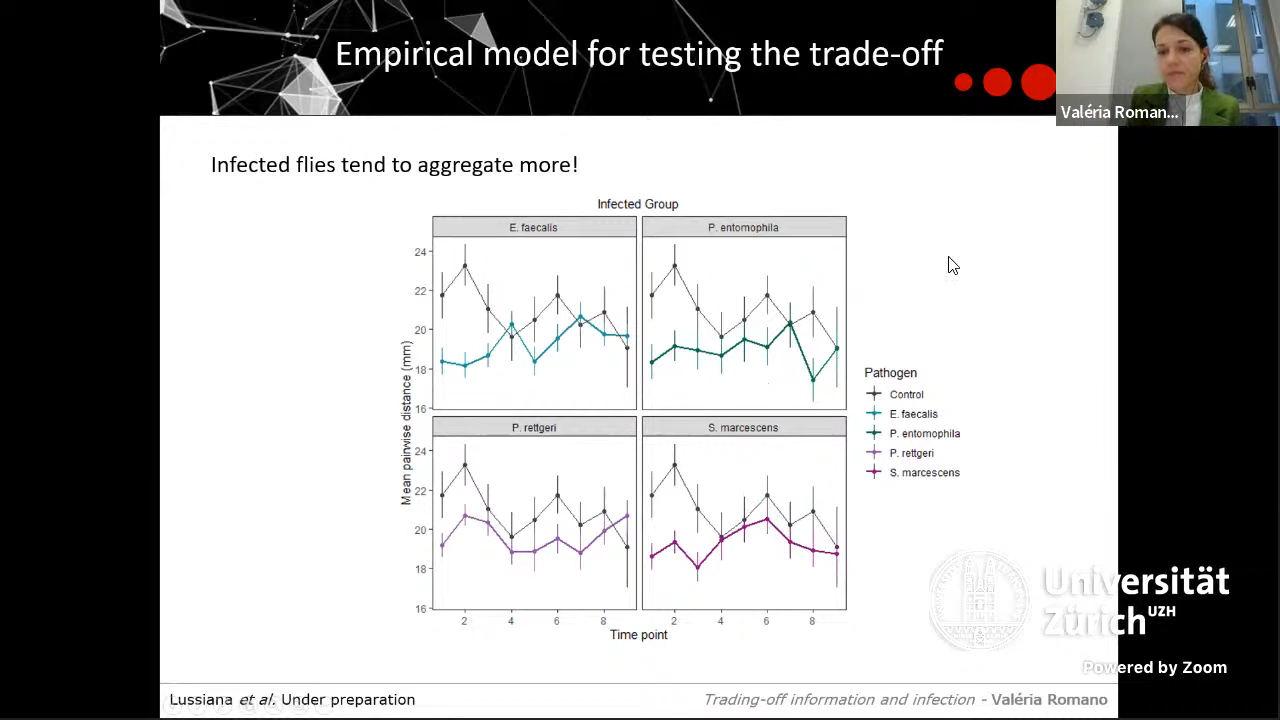 Empirical model for testing the trade-off
Valéria Roman...
Infected flies tend to aggregate more!
Infected Group
E. faecalis
P. entomophila
24
22
20
18
16
P. rettgeri
S. marcescens
24
22
20
18
16
Mean pairwise distance (mm)
2 4 6 8
2 4 6 8
Time point
Pathogen
Control
E. faecalis
P. entomophila
P. rettgeri
S. marcescens
Universität
Zürich UZH
Powered by Zoom
Lussiana et al. Under preparation
Trading-off information and infection - Valéria Romano